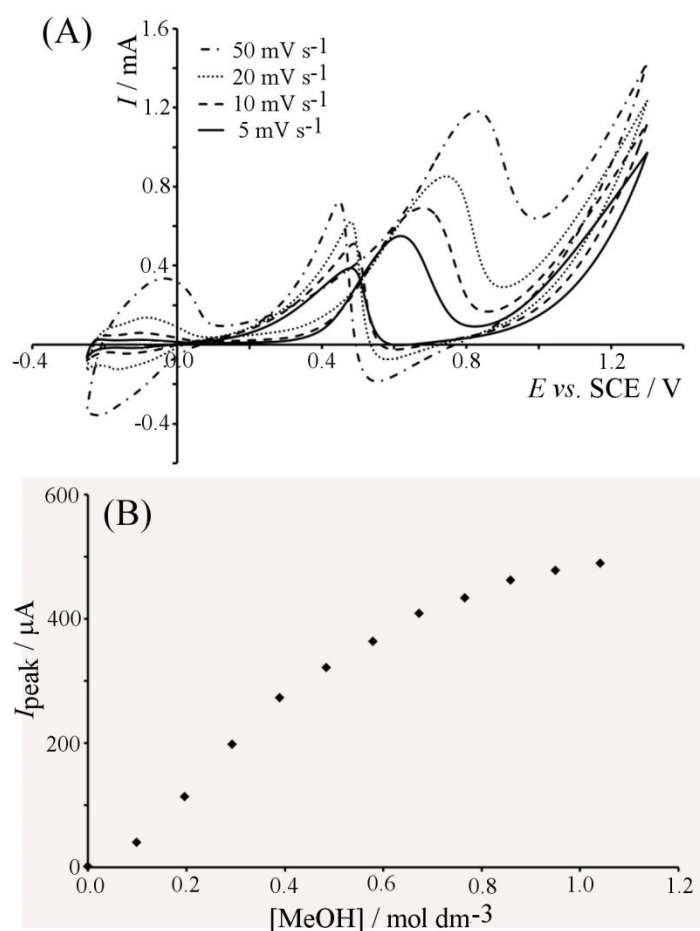 (A)
I / mA
1.6
1.2
0.8
0.4
-0.4
50 mV s-1
20 mV s-1
10 mV s-1
5 mV s-1
-0.4 0.0 0.4 0.8 1.2
E vs. SCE / V
(B)
Ipeak / μA
600
400
200
0
0.0 0.2 0.4 0.6 0.8 1.0 1.2
[MeOH] / mol dm-3